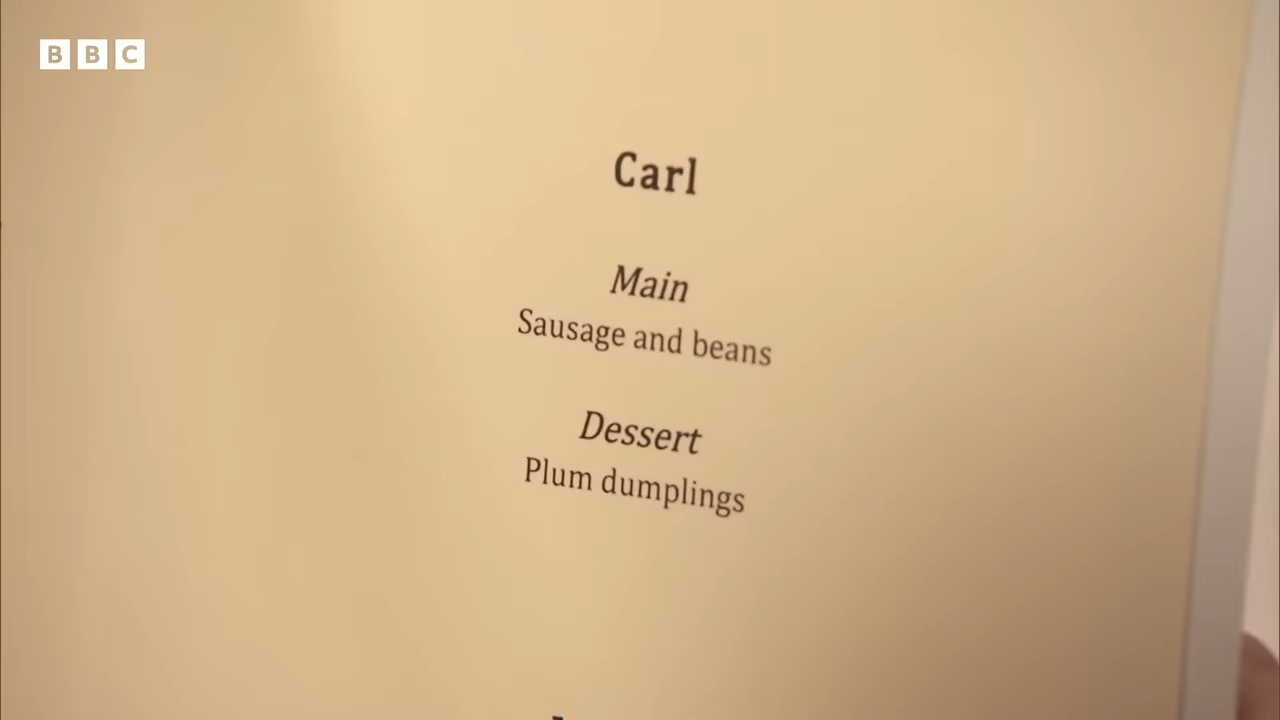 BBC
Carl
Main
Sausage and beans
Dessert
Plum dumplings